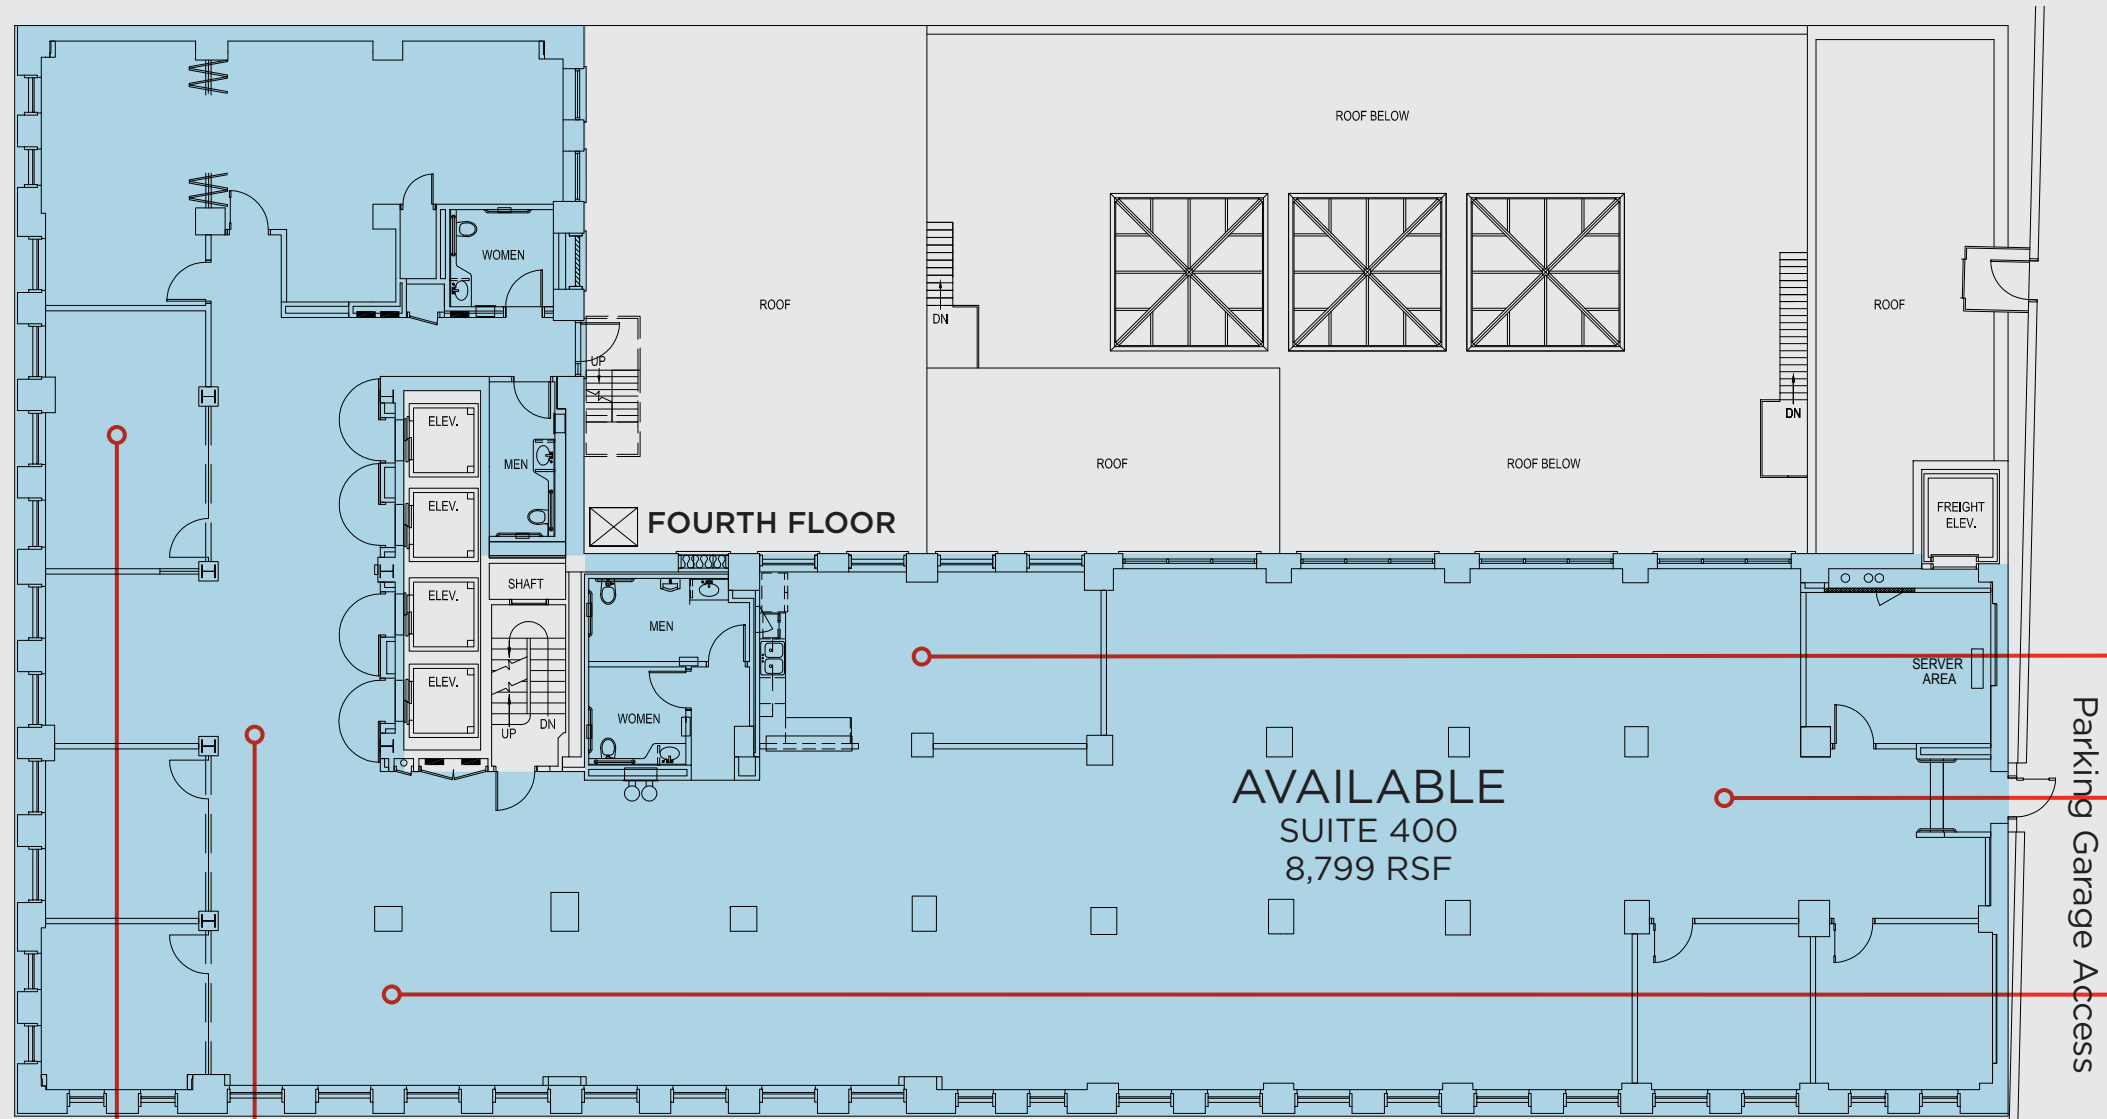 ROOF BELOW
WOMEN
ROOF
DN
ROOF
UP
DN
ELEV.
MEN
ROOF
ROOF BELOW
ELEV.
FOURTH FLOOR
FREIGHT
ELEV.
SHAFT
ELEV.
MEN
SERVER
AREA
ELEV.
WOMEN
DN
UP
AVAILABLE
SUITE 400
8,799 RSF
Parking Garage Access